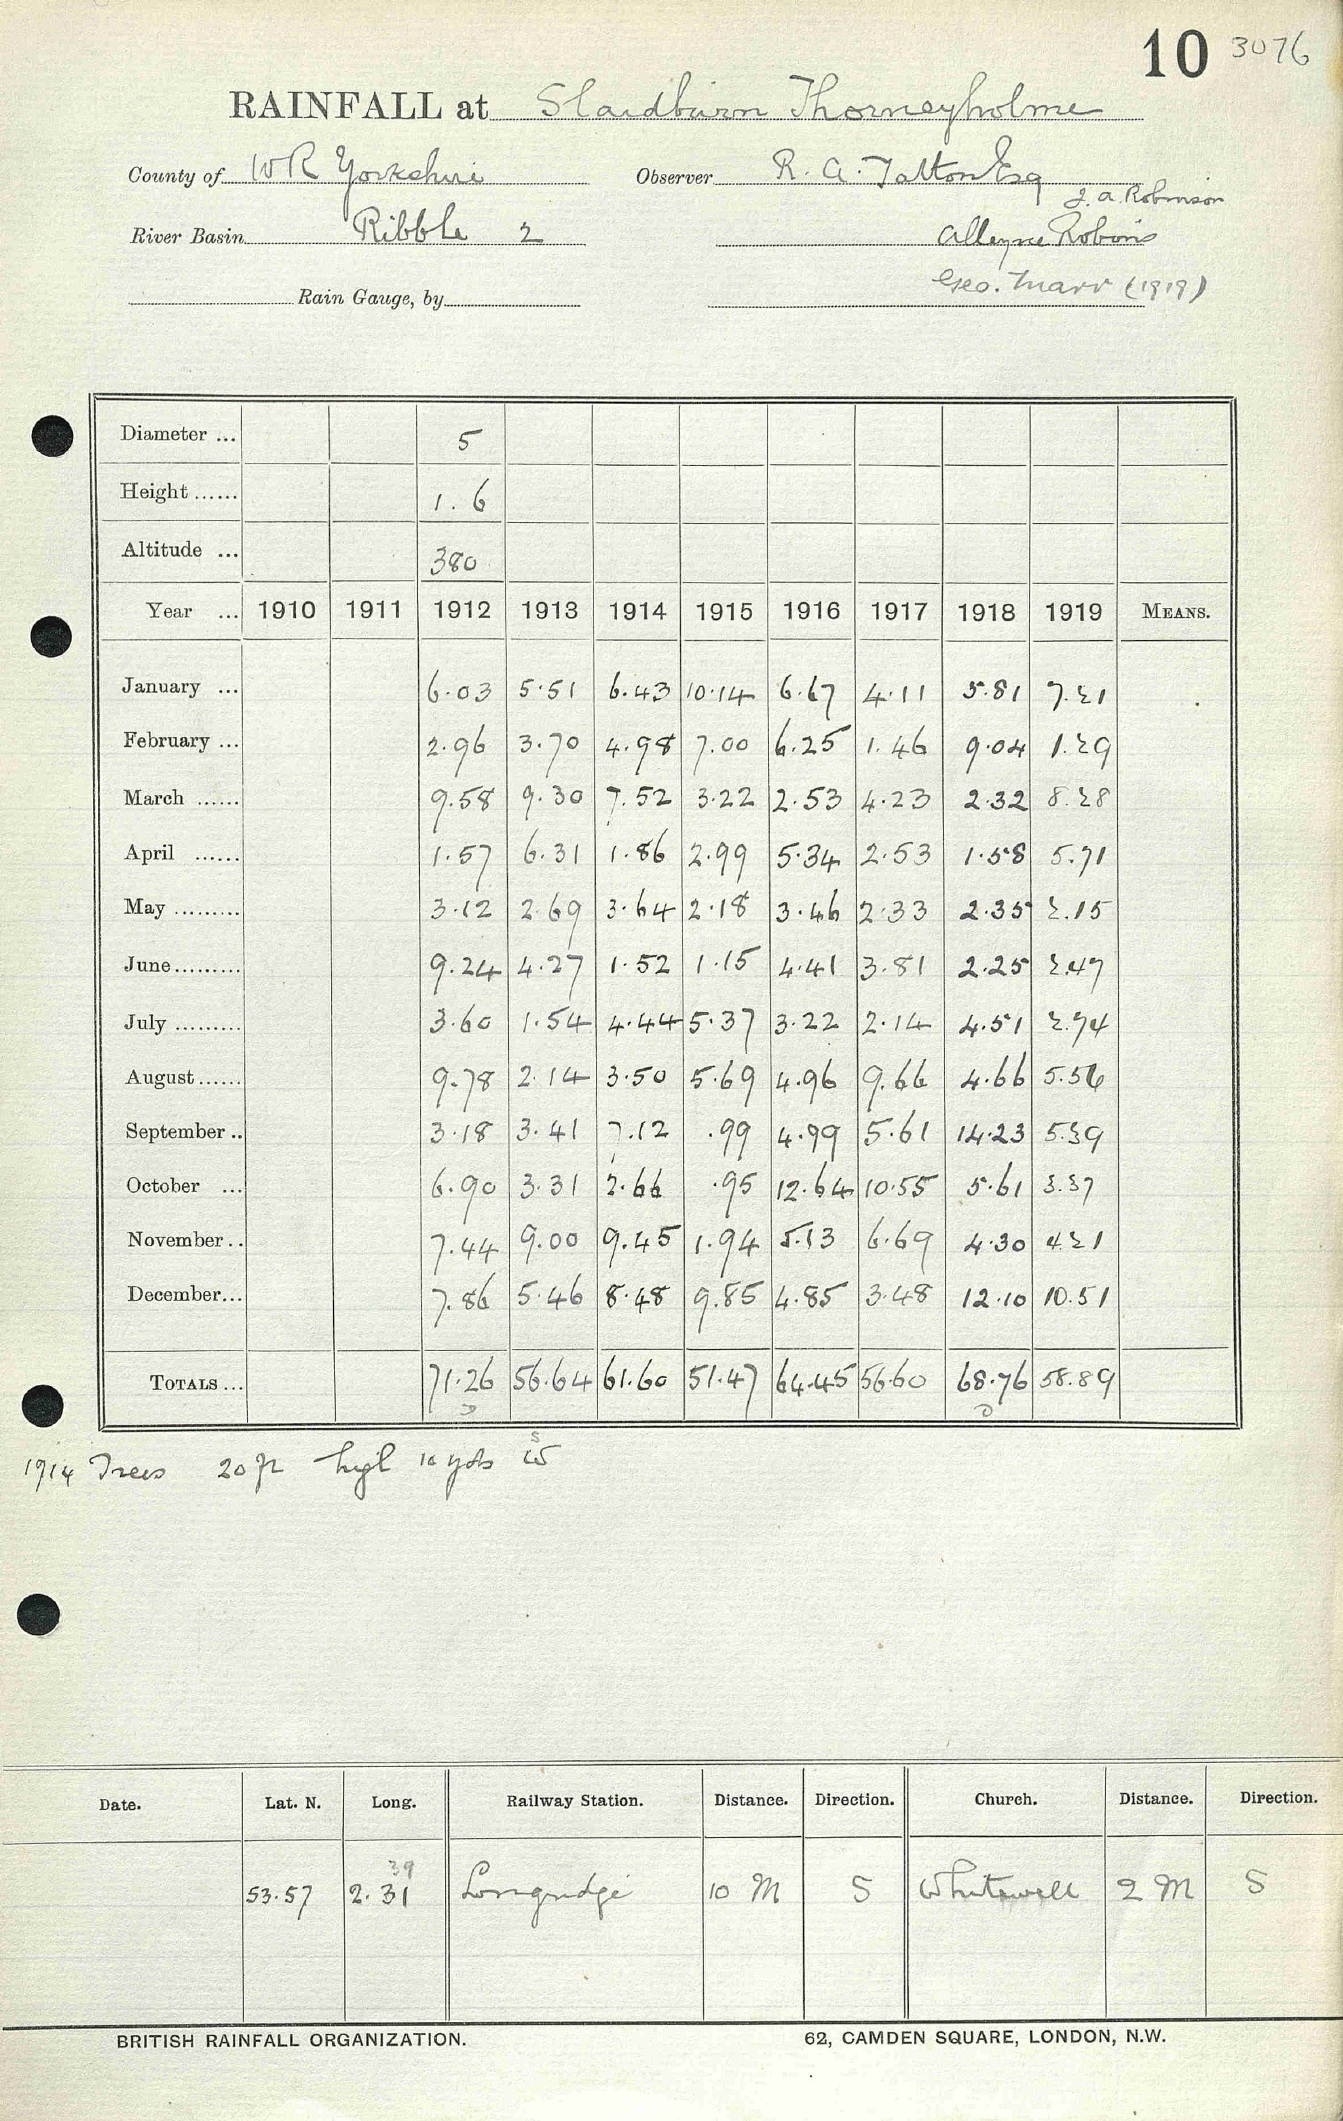 10 3076
RAINFALL at Slaidburn Thorneyholme
County of WR Yorkshire Observer R. A. Tatton Esq
J. A. Robinson
River Basin Ribble 2 Alleyne Robins
Rain Gauge, by Geo. Marr (1919)
Diameter ... 5
Height ...... 1.6
Altitude ... 380
Year ... 1910 1911 1912 1913 1914 1915 1916 1917 1918 1919 MEANS.
January ... 6.03 5.51 6.43 10.14 6.67 4.11 5.81 7.21
February ... 2.96 3.70 4.98 7.00 6.25 1.46 9.04 1.29
March ...... 9.58 9.30 7.52 3.22 2.53 4.23 2.32 8.28
April ...... 1.57 6.31 1.86 2.99 5.34 2.53 1.58 5.71
May ......... 3.12 2.69 3.64 2.18 3.46 2.33 2.35 2.15
June ......... 9.24 4.27 1.52 1.15 4.41 3.81 2.25 2.47
July ......... 3.60 1.54 4.44 5.37 3.22 2.14 4.51 2.74
August ...... 9.78 2.14 3.50 5.69 4.96 9.66 4.66 5.56
September .. 3.18 3.41 7.12 .99 4.99 5.61 14.23 5.39
October ... 6.90 3.31 2.66 .95 12.64 10.55 5.61 3.37
November .. 7.44 9.00 9.45 1.94 5.13 6.69 4.30 4.21
December... 7.86 5.46 8.48 9.85 4.85 3.48 12.10 10.51
TOTALS ... 71.26 56.64 61.60 51.47 64.45 56.60 68.76 58.89
1914 Trees 20 ft high 10 yds
Date. Lat. N. Long. Railway Station. Distance. Direction. Church. Distance. Direction.
39
53.57 2.31 Longridge 10 M S Whitewell 2 M S
BRITISH RAINFALL ORGANIZATION. 62, CAMDEN SQUARE, LONDON, N.W.